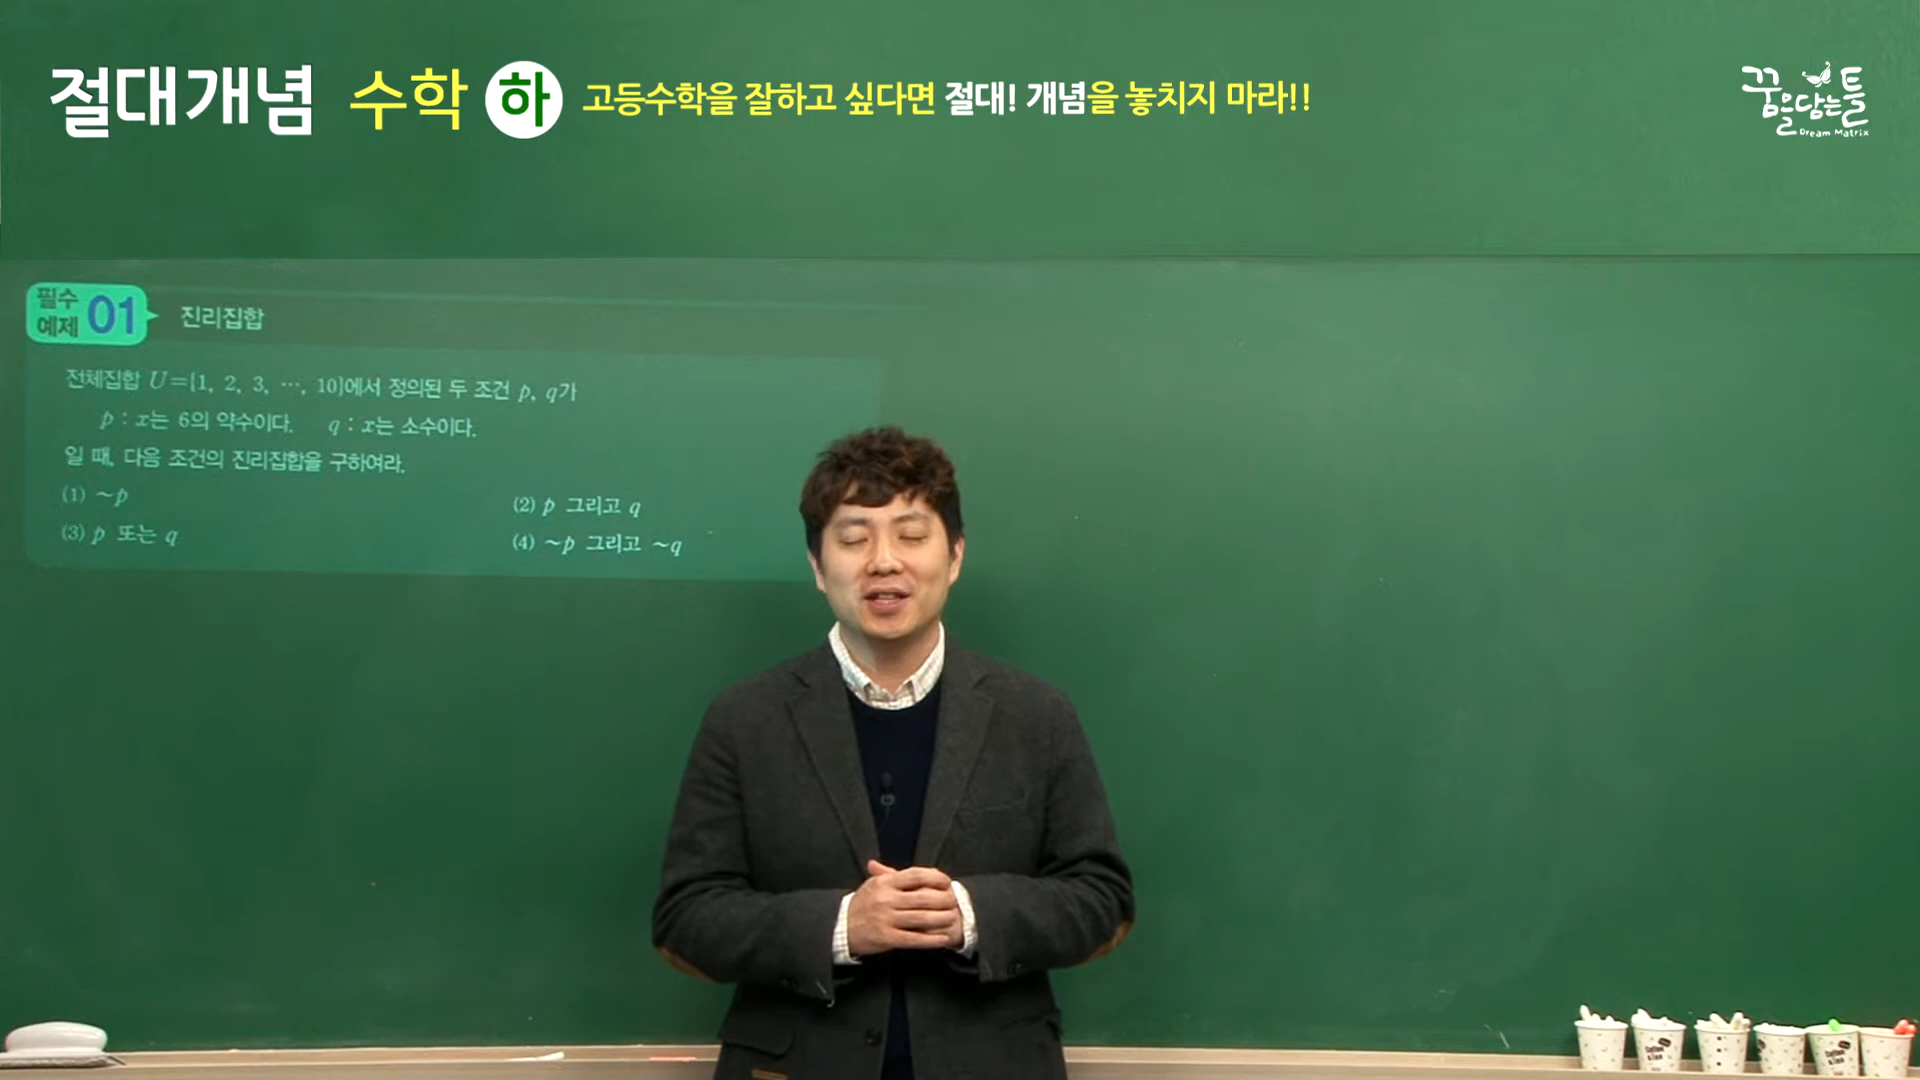 절대개념 수학 하 고등수학을 잘하고 싶다면 절대! 개념을 놓치지 마라!!
꿈을담는틀
Dream Matrix
필수 예제 01 진리집합
전체집합 U={1, 2, 3, …, 10}에서 정의된 두 조건 p, q가
p : x는 6의 약수이다. q : x는 소수이다.
일 때, 다음 조건의 진리집합을 구하여라.
(1) ~p (2) p 그리고 q
(3) p 또는 q (4) ~p 그리고 ~q